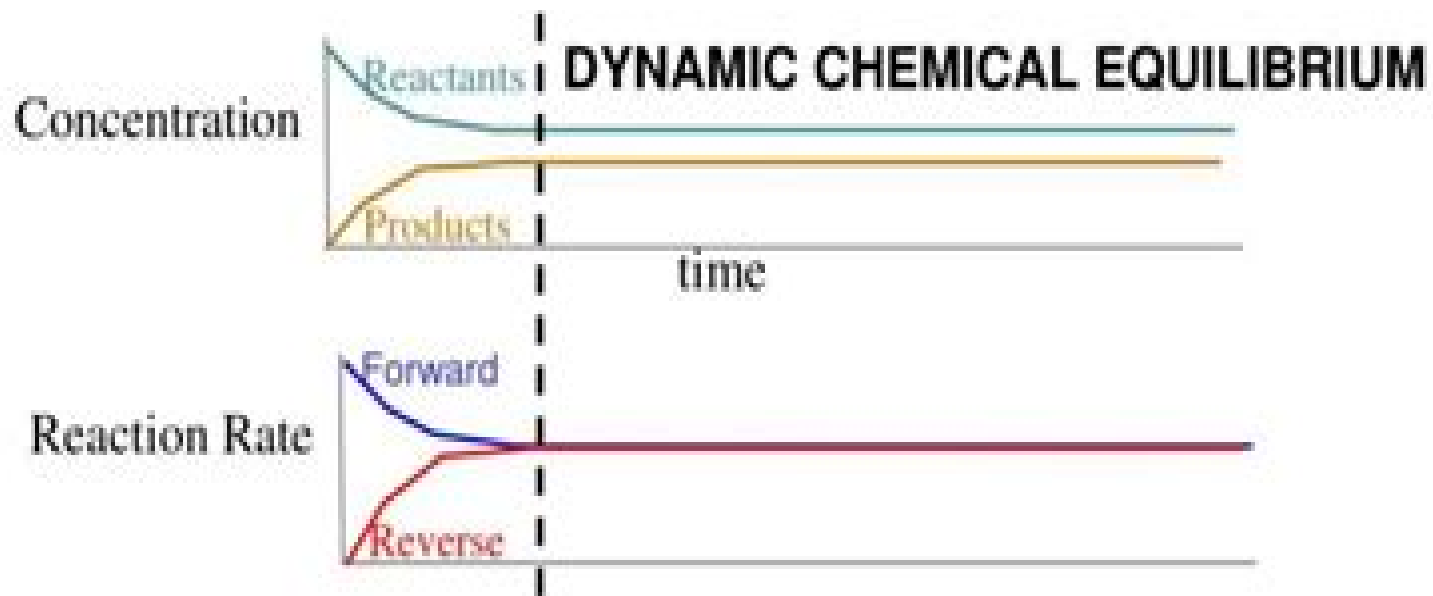 Reactants
DYNAMIC CHEMICAL EQUILIBRIUM
Concentration
Products
time
Forward
Reaction Rate
Reverse